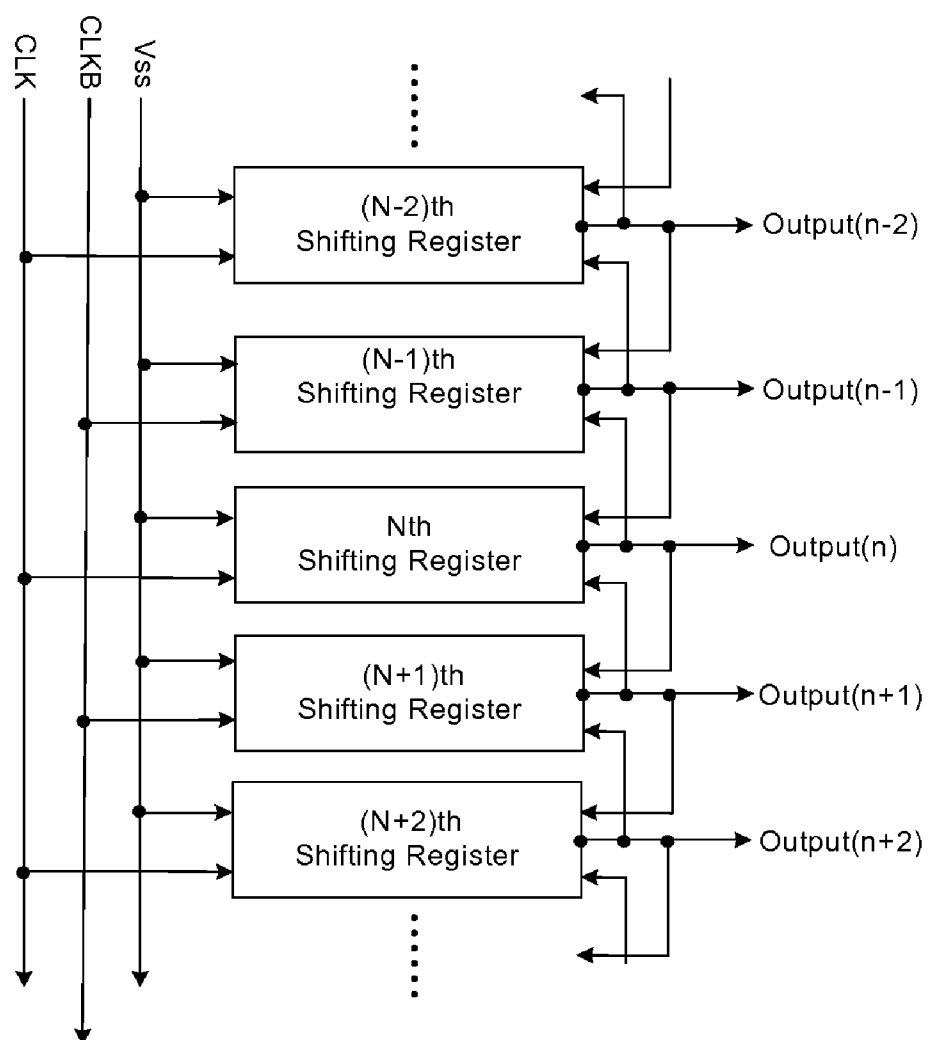 CLK
CLKB
Vss
(N-2)th
Shifting Register
Output(n-2)
(N-1)th
Shifting Register
Output(n-1)
Nth
Shifting Register
Output(n)
(N+1)th
Shifting Register
Output(n+1)
(N+2)th
Shifting Register
Output(n+2)